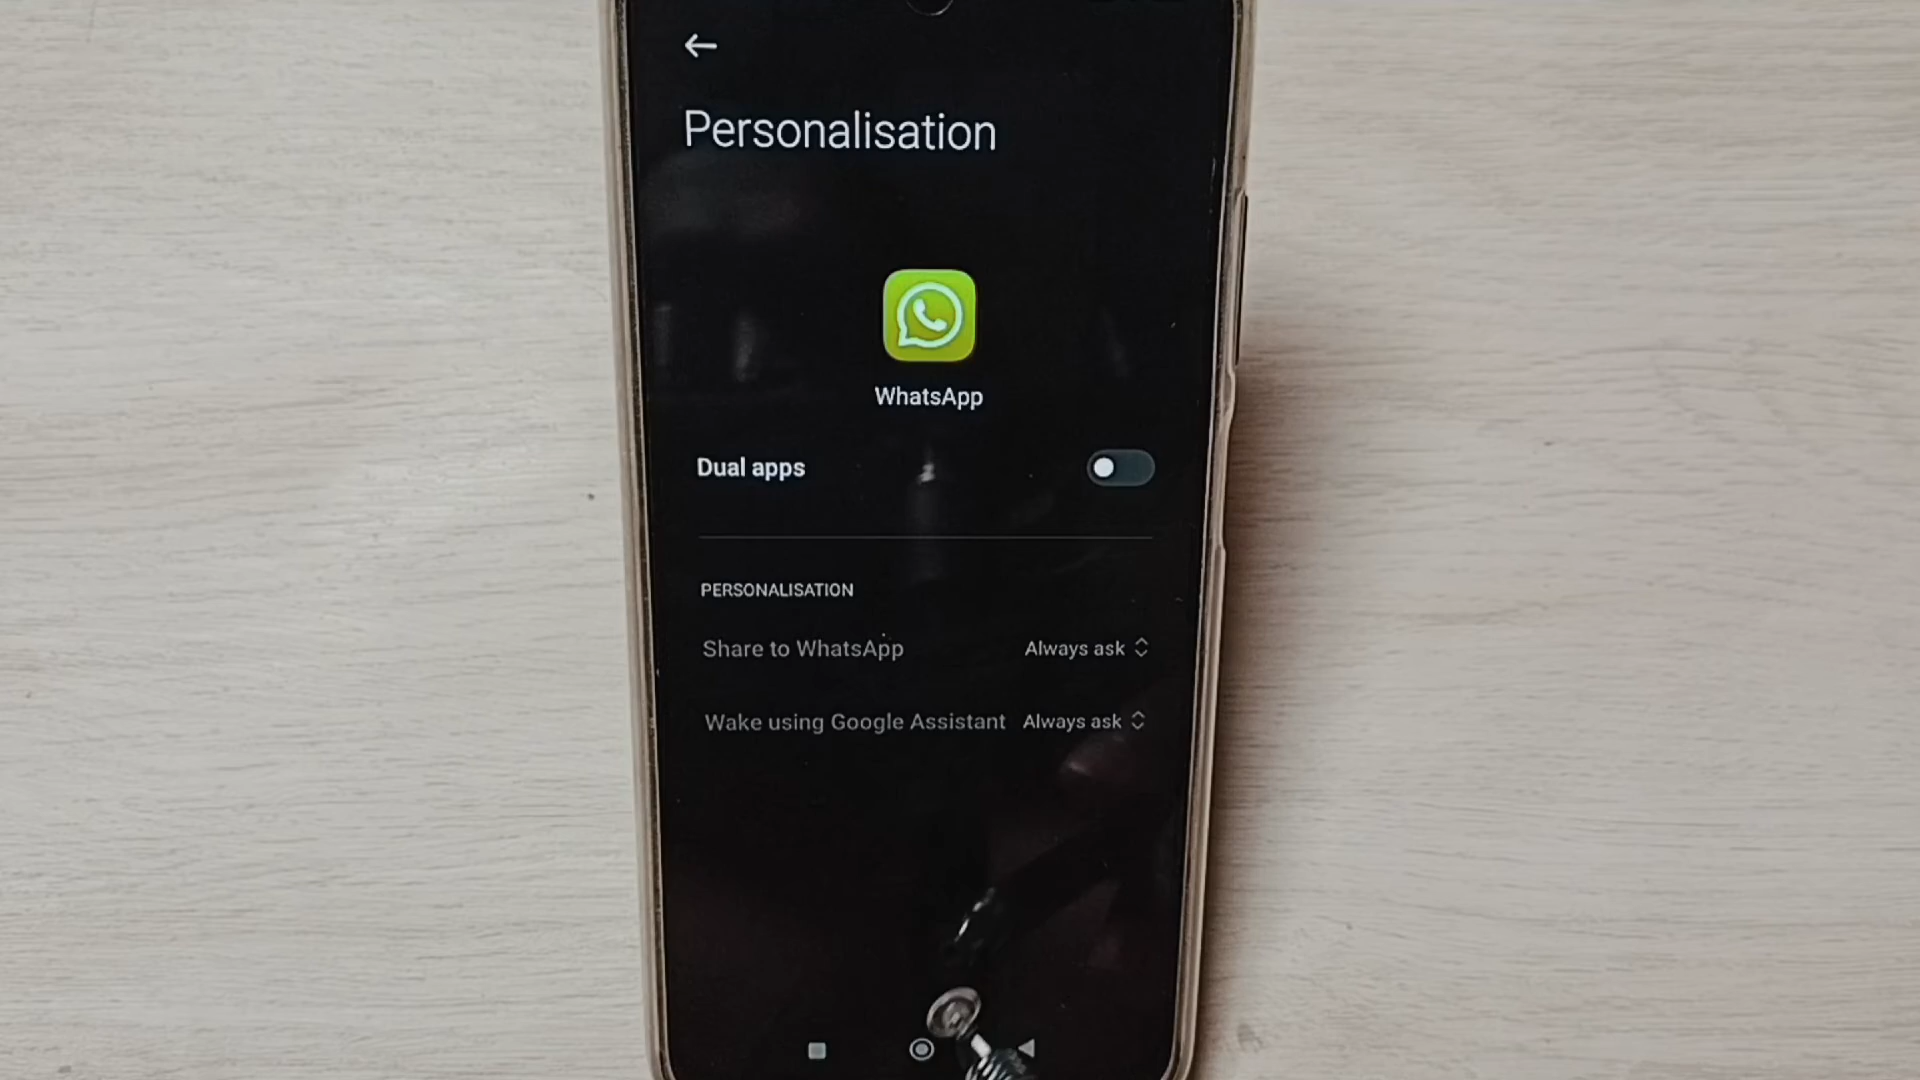 Personalisation
WhatsApp
Dual apps
PERSONALISATION
Share to WhatsApp Always ask
Wake using Google Assistant Always ask